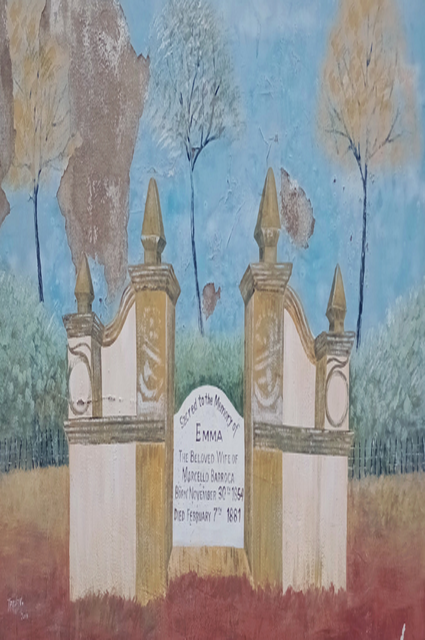 Sacred to the Memory of
EMMA
THE BELOVED WIFE OF
MARCELLO BARROCA
BORN NOVEMBER 30TH 1854
DIED FEBRUARY 7TH 1881